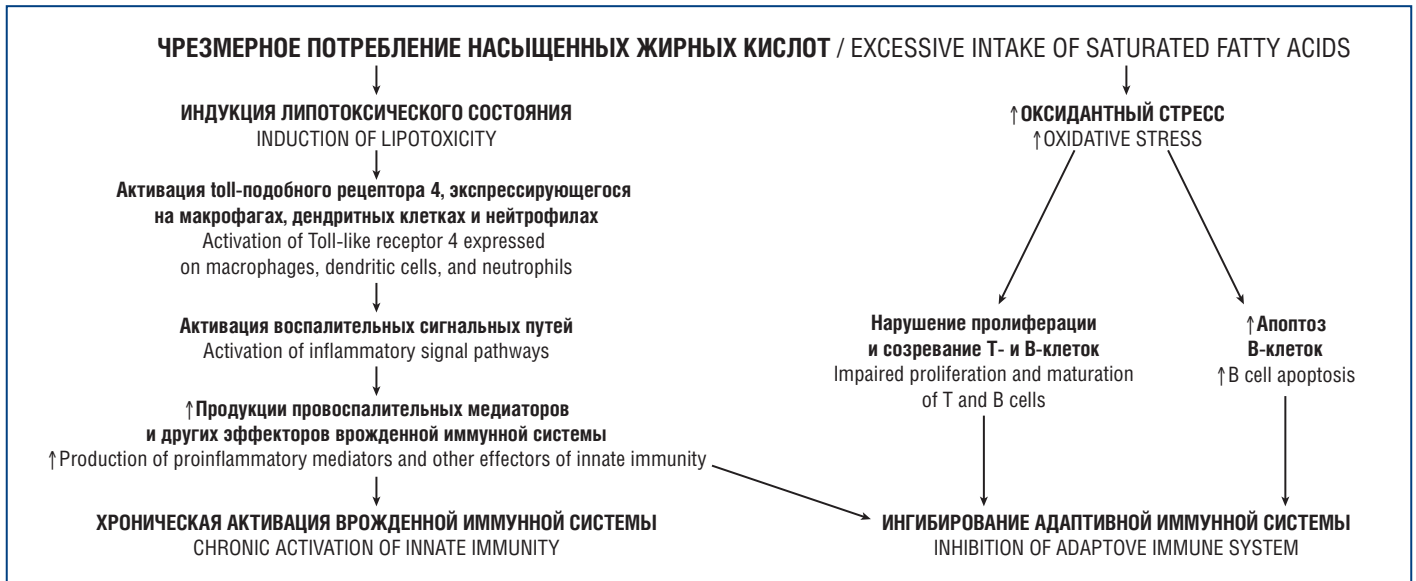 ЧРЕЗМЕРНОЕ ПОТРЕБЛЕНИЕ НАСЫЩЕННЫХ ЖИРНЫХ КИСЛОТ / EXCESSIVE INTAKE OF SATURATED FATTY ACIDS
ИНДУКЦИЯ ЛИПОТОКСИЧЕСКОГО СОСТОЯНИЯ
INDUCTION OF LIPOTOXICITY
Активация toll-подобного рецептора 4, экспрессирующегося
на макрофагах, дендритных клетках и нейтрофилах
Activation of Toll-like receptor 4 expressed
on macrophages, dendritic cells, and neutrophils
Активация воспалительных сигнальных путей
Activation of inflammatory signal pathways
↑Продукции провоспалительных медиаторов
и других эффекторов врожденной иммунной системы
↑Production of proinflammatory mediators and other effectors of innate immunity
ХРОНИЧЕСКАЯ АКТИВАЦИЯ ВРОЖДЕННОЙ ИММУННОЙ СИСТЕМЫ
CHRONIC ACTIVATION OF INNATE IMMUNITY
↑ОКСИДАНТНЫЙ СТРЕСС
↑OXIDATIVE STRESS
Нарушение пролиферации
и созревание Т- и В-клеток
Impaired proliferation and maturation
of T and B cells
↑Апоптоз
В-клеток
↑B cell apoptosis
ИНГИБИРОВАНИЕ АДАПТИВНОЙ ИММУННОЙ СИСТЕМЫ
INHIBITION OF ADAPTOVE IMMUNE SYSTEM